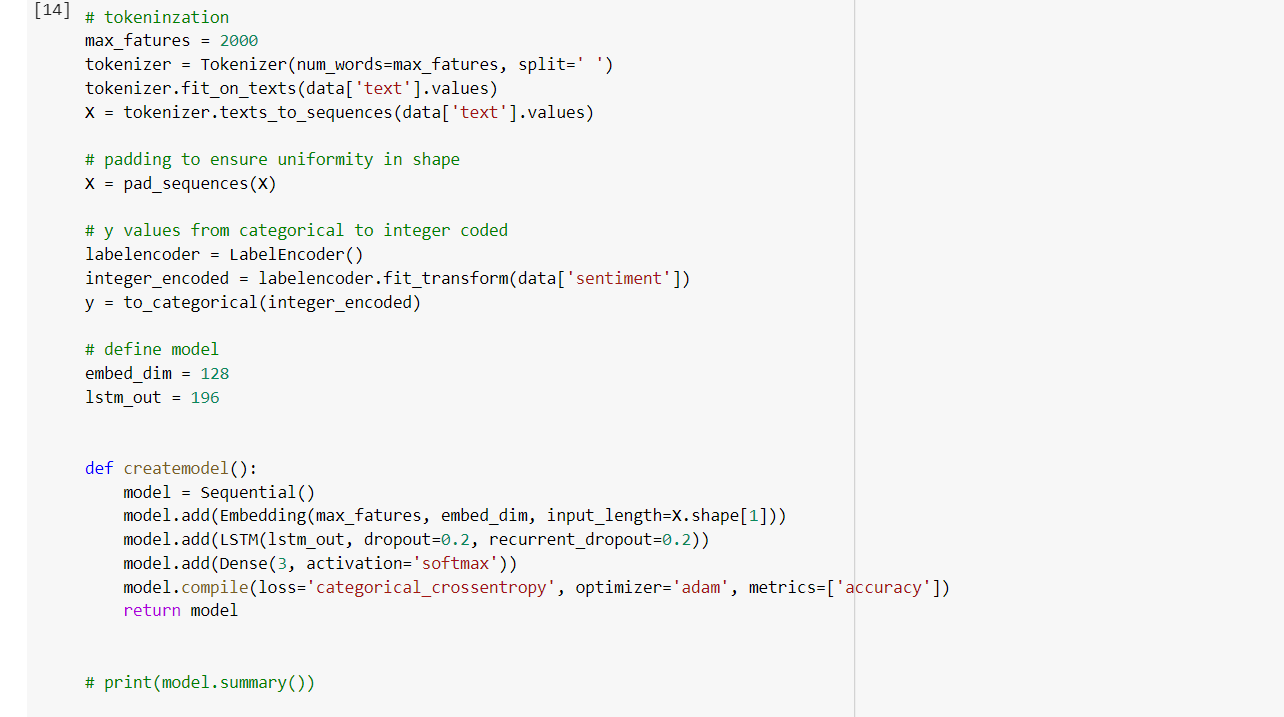 [14] # tokeninzation
max_fatures = 2000
tokenizer = Tokenizer(num_words=max_fatures, split=' ')
tokenizer.fit_on_texts(data['text'].values)
X = tokenizer.texts_to_sequences(data['text'].values)

# padding to ensure uniformity in shape
X = pad_sequences(X)

# y values from categorical to integer coded
labelencoder = LabelEncoder()
integer_encoded = labelencoder.fit_transform(data['sentiment'])
y = to_categorical(integer_encoded)

# define model
embed_dim = 128
lstm_out = 196


def createmodel():
    model = Sequential()
    model.add(Embedding(max_fatures, embed_dim, input_length=X.shape[1]))
    model.add(LSTM(lstm_out, dropout=0.2, recurrent_dropout=0.2))
    model.add(Dense(3, activation='softmax'))
    model.compile(loss='categorical_crossentropy', optimizer='adam', metrics=['accuracy'])
    return model


# print(model.summary())